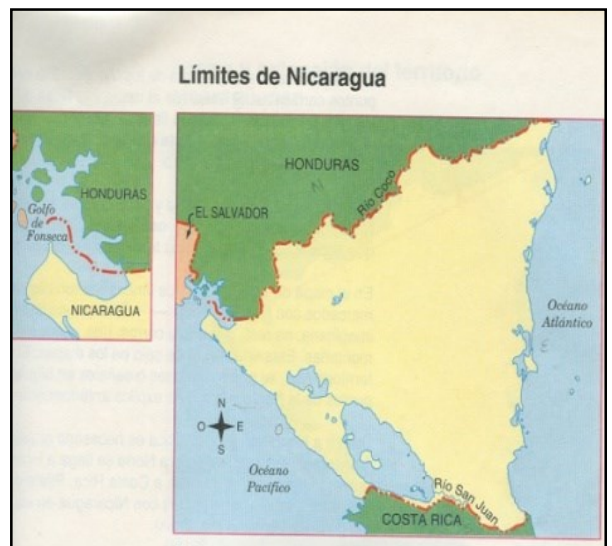 Límites de Nicaragua
HONDURAS
Golfo
de
Fonseca
NICARAGUA
HONDURAS
N
Río Coco
EL SALVADOR
Océano
Atlántico
E
N
O E
S
O
Océano
Pacífico
Río San Juan
COSTA RICA